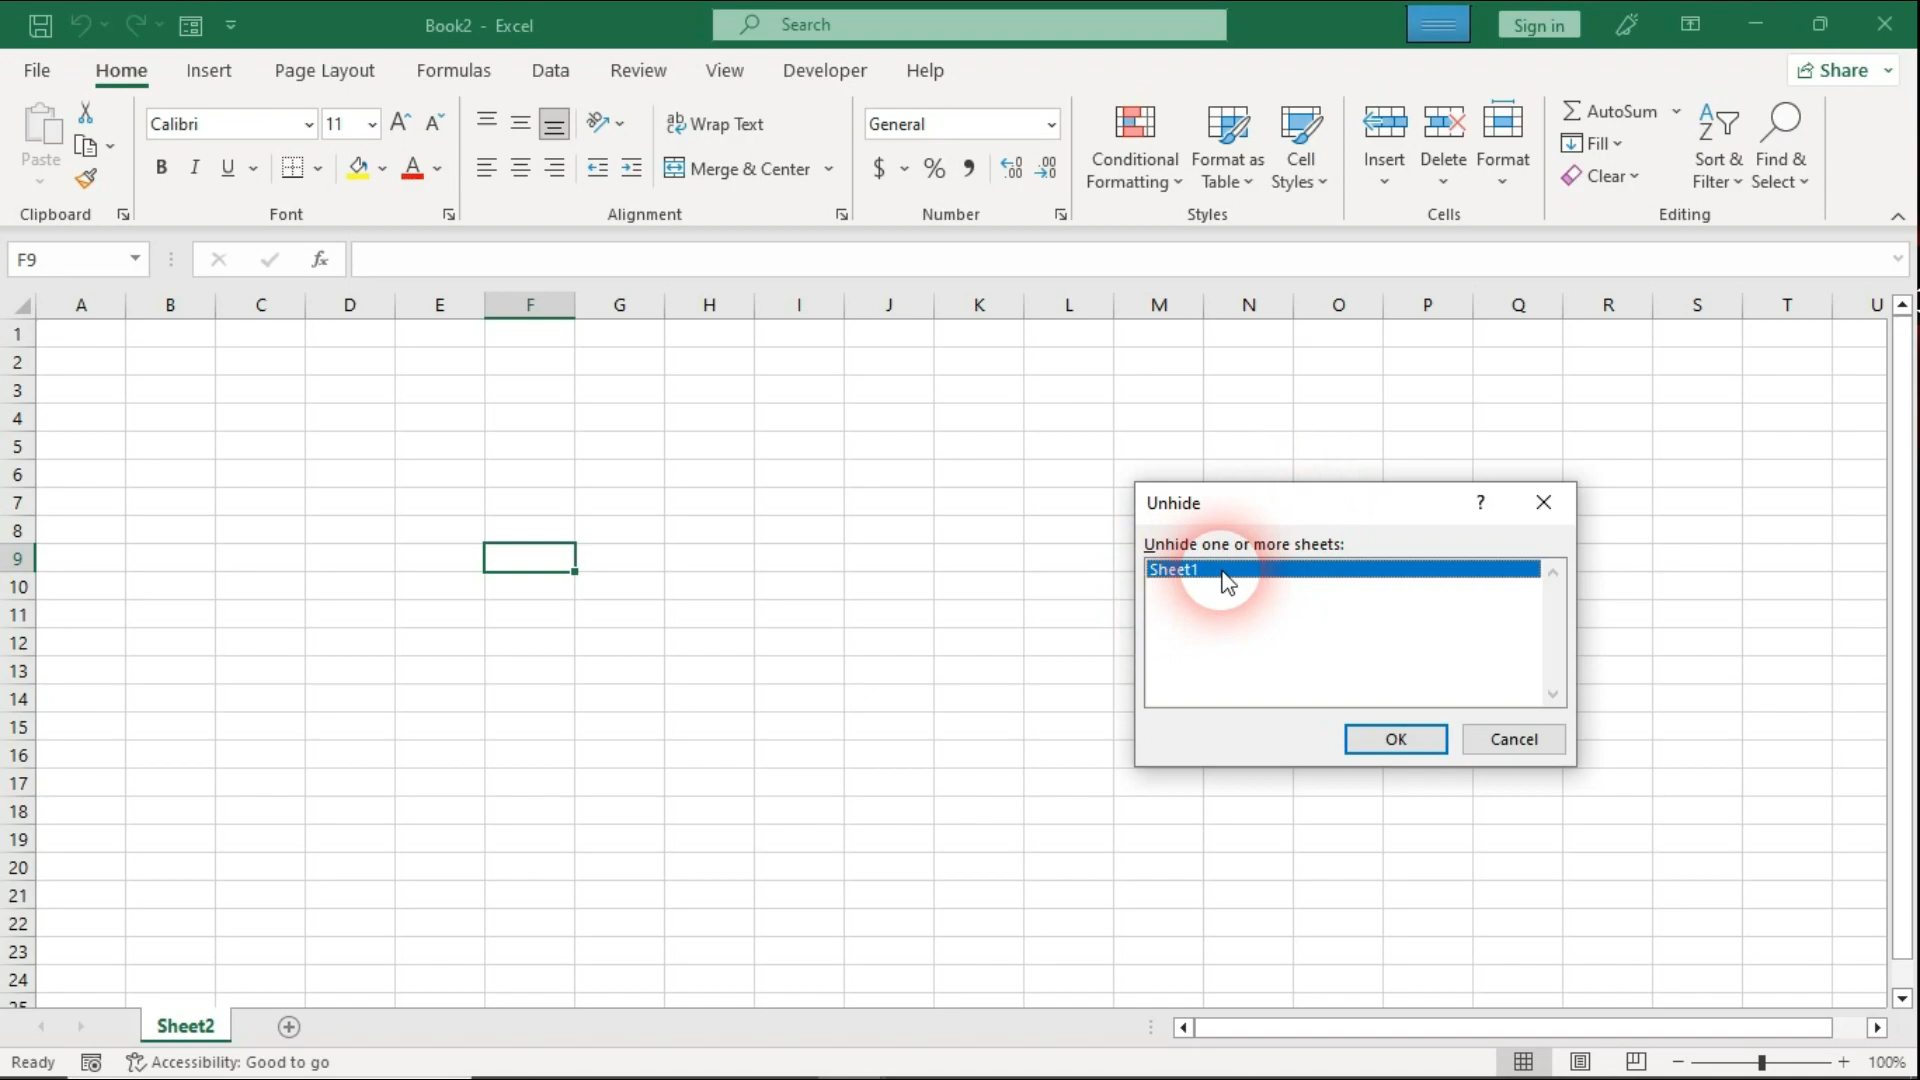 Book2 - Excel
Search
Sign in
File Home Insert Page Layout Formulas Data Review View Developer Help
Share
Paste
Clipboard
Calibri 11
B I U A
Font
ab Wrap Text
Merge & Center
Alignment
General
$ % 9
Number
Conditional Formatting
Format as Table
Cell Styles
Styles
Insert
Delete
Format
Cells
AutoSum
Fill
Clear
Sort & Filter
Find & Select
Editing
F9
fx
A B C D E F G H I J K L M N O P Q R S T U
1
2
3
4
5
6
7
8
9
10
11
12
13
14
15
16
17
18
19
20
21
22
23
24
25
Unhide ?
Unhide one or more sheets:
Sheet1
OK Cancel
Sheet2
Ready Accessibility: Good to go
100%